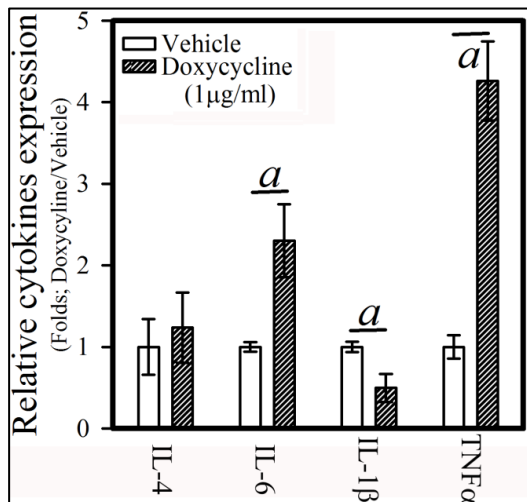 Relative cytokines expression
(Folds; Doxycyline/Vehicle)
5
4
3
2
1
0
Vehicle
Doxycycline
(1μg/ml)
a
a
a
IL-4
IL-6
IL-1β
TNFα